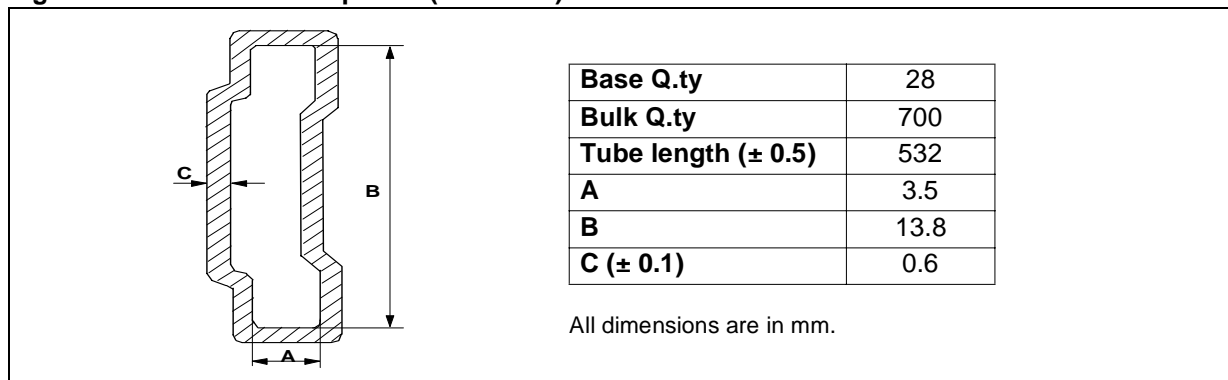 C
B
A
Base Q.ty 28
Bulk Q.ty 700
Tube length (± 0.5) 532
A 3.5
B 13.8
C (± 0.1) 0.6
All dimensions are in mm.